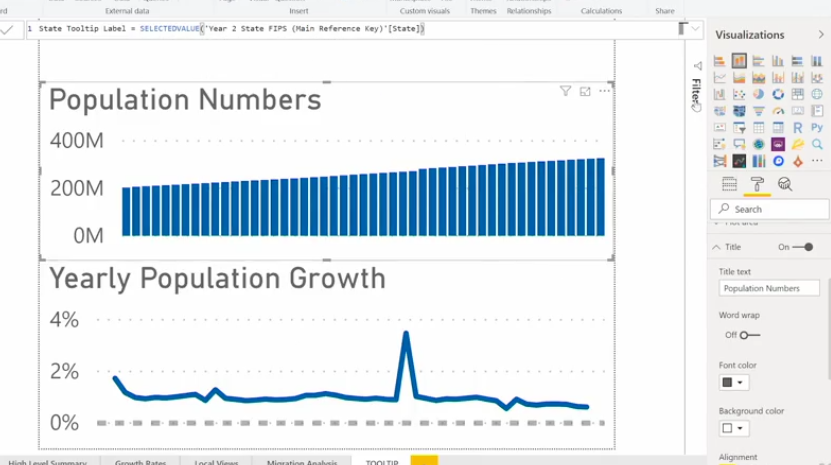 External data
Insert
Custom visuals
Themes
Relationships
Calculations
Share
Themes
Relationships
1 State Tooltip Label = SELECTEDVALUE('Year 2 State FIPS (Main Reference Key)'[State])
Visualizations
Filters
Population Numbers
400M
200M
0M
R Py
Search
Title On
Title text
Population Numbers
Word wrap
Off
Font color
Background color
Alignment
Yearly Population Growth
4%
2%
0%
High Level Summary Growth Rates Local Views Migration Analysis TOOLTIP